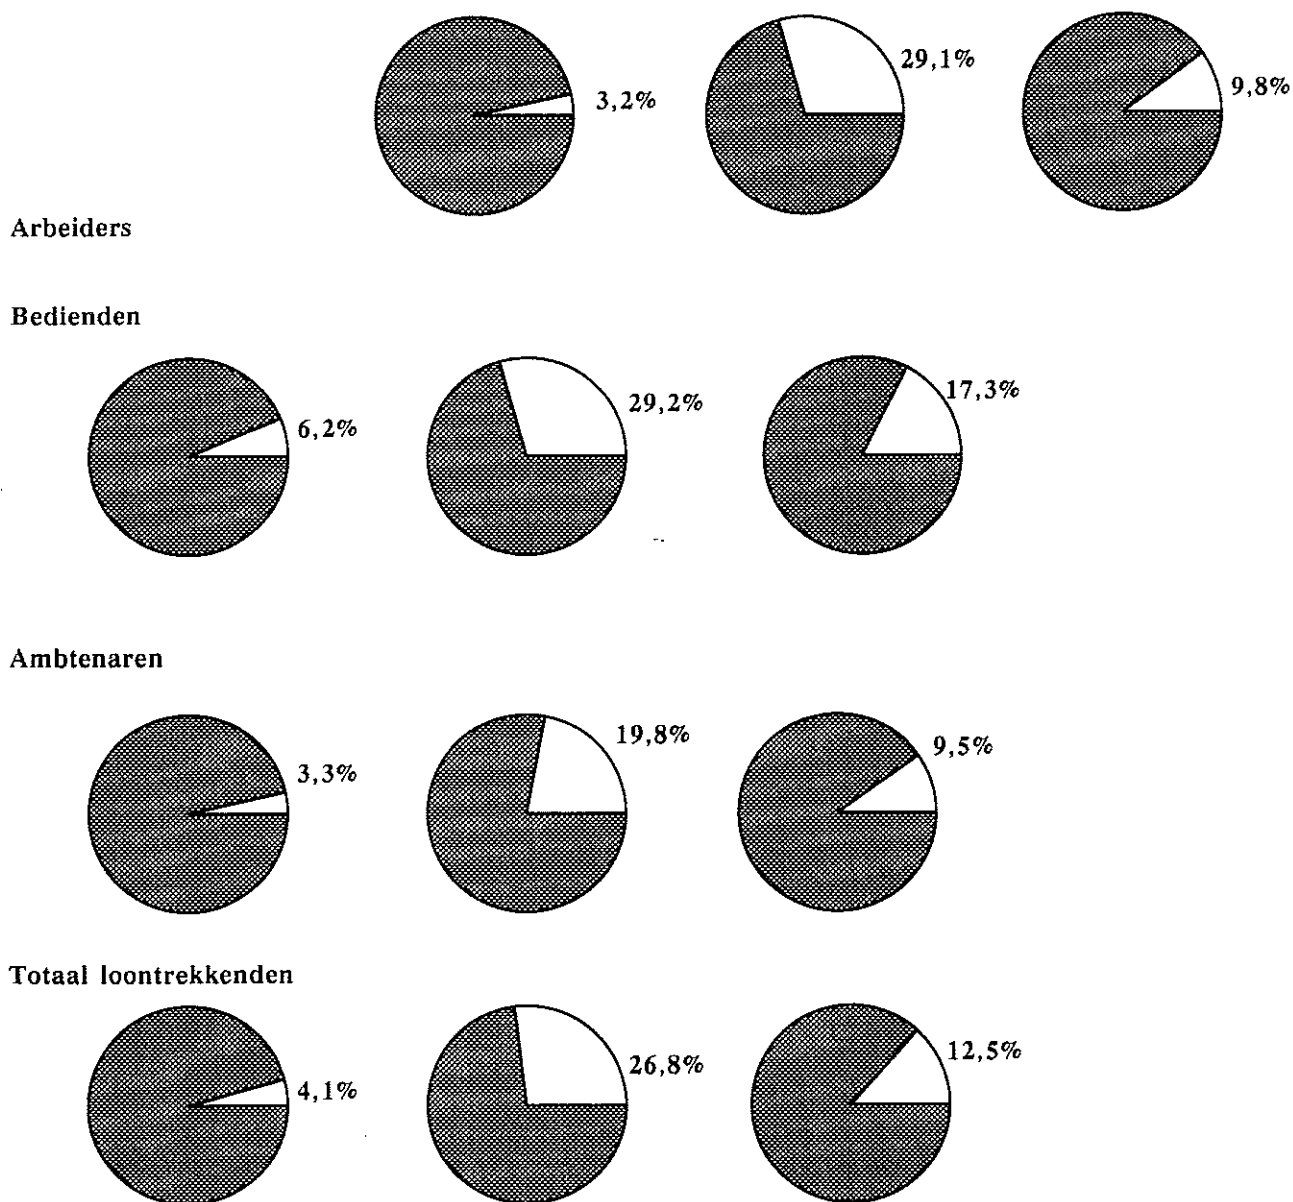 3,2% 29,1% 9,8%
Arbeiders
Bedienden
6,2% 29,2% 17,3%
Ambtenaren
3,3% 19,8% 9,5%
Totaal loontrekkenden
4,1% 26,8% 12,5%